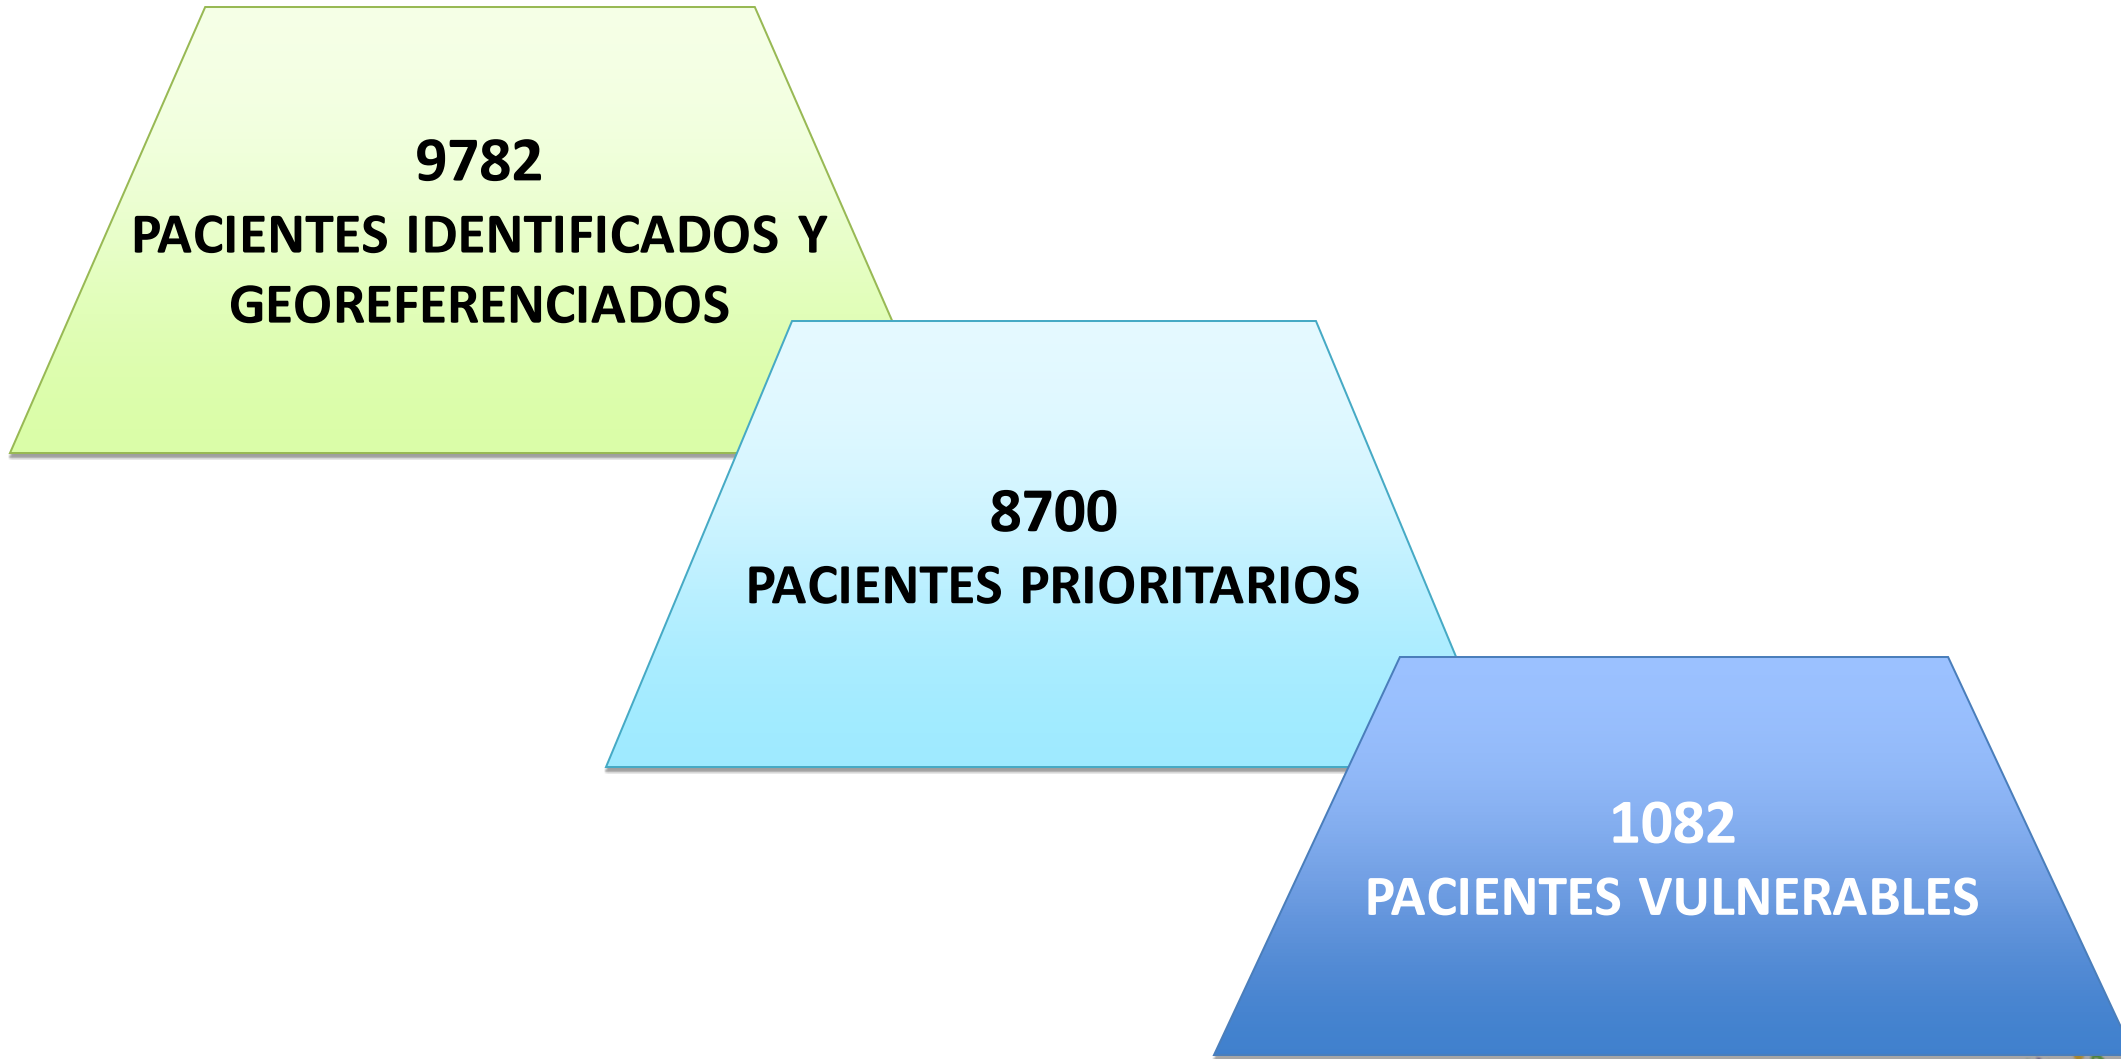 9782
PACIENTES IDENTIFICADOS Y
GEOREFERENCIADOS
8700
PACIENTES PRIORITARIOS
1082
PACIENTES VULNERABLES